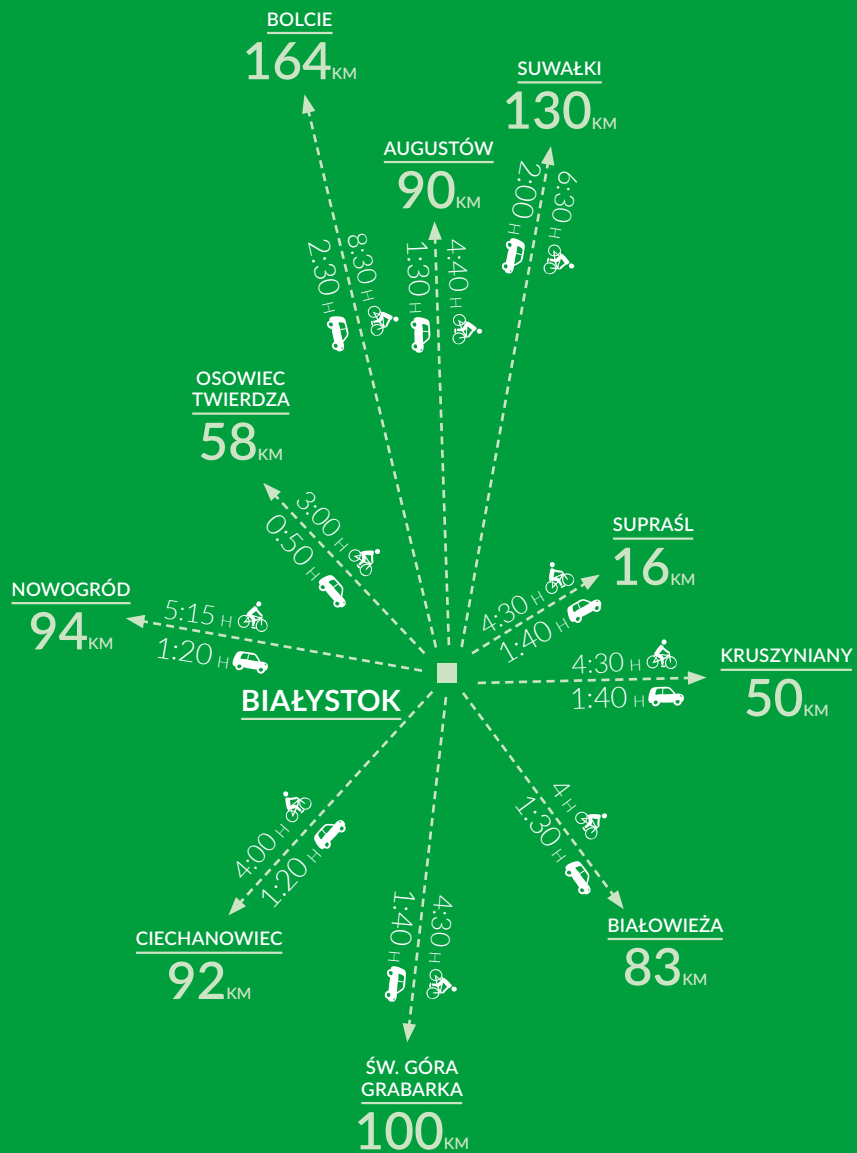 BOLCIE
164KM
SUWAŁKI
130KM
AUGUSTÓW
90KM
2:00 H
6:30 H
2:30 H
8:30 H
1:30 H
4:40 H
OSOWIEC
TWIERDZA
58KM
3:00 H
0:50 H
SUPRAŚL
16KM
4:30 H
1:40 H
NOWOGRÓD
94KM
5:15 H
1:20 H
KRUSZYNIANY
50KM
4:30 H
1:40 H
BIAŁYSTOK
4:00 H
1:20 H
4 H
1:30 H
1:40 H
4:30 H
CIECHANOWIEC
92KM
BIAŁOWIEŻA
83KM
ŚW. GÓRA
GRABARKA
100KM